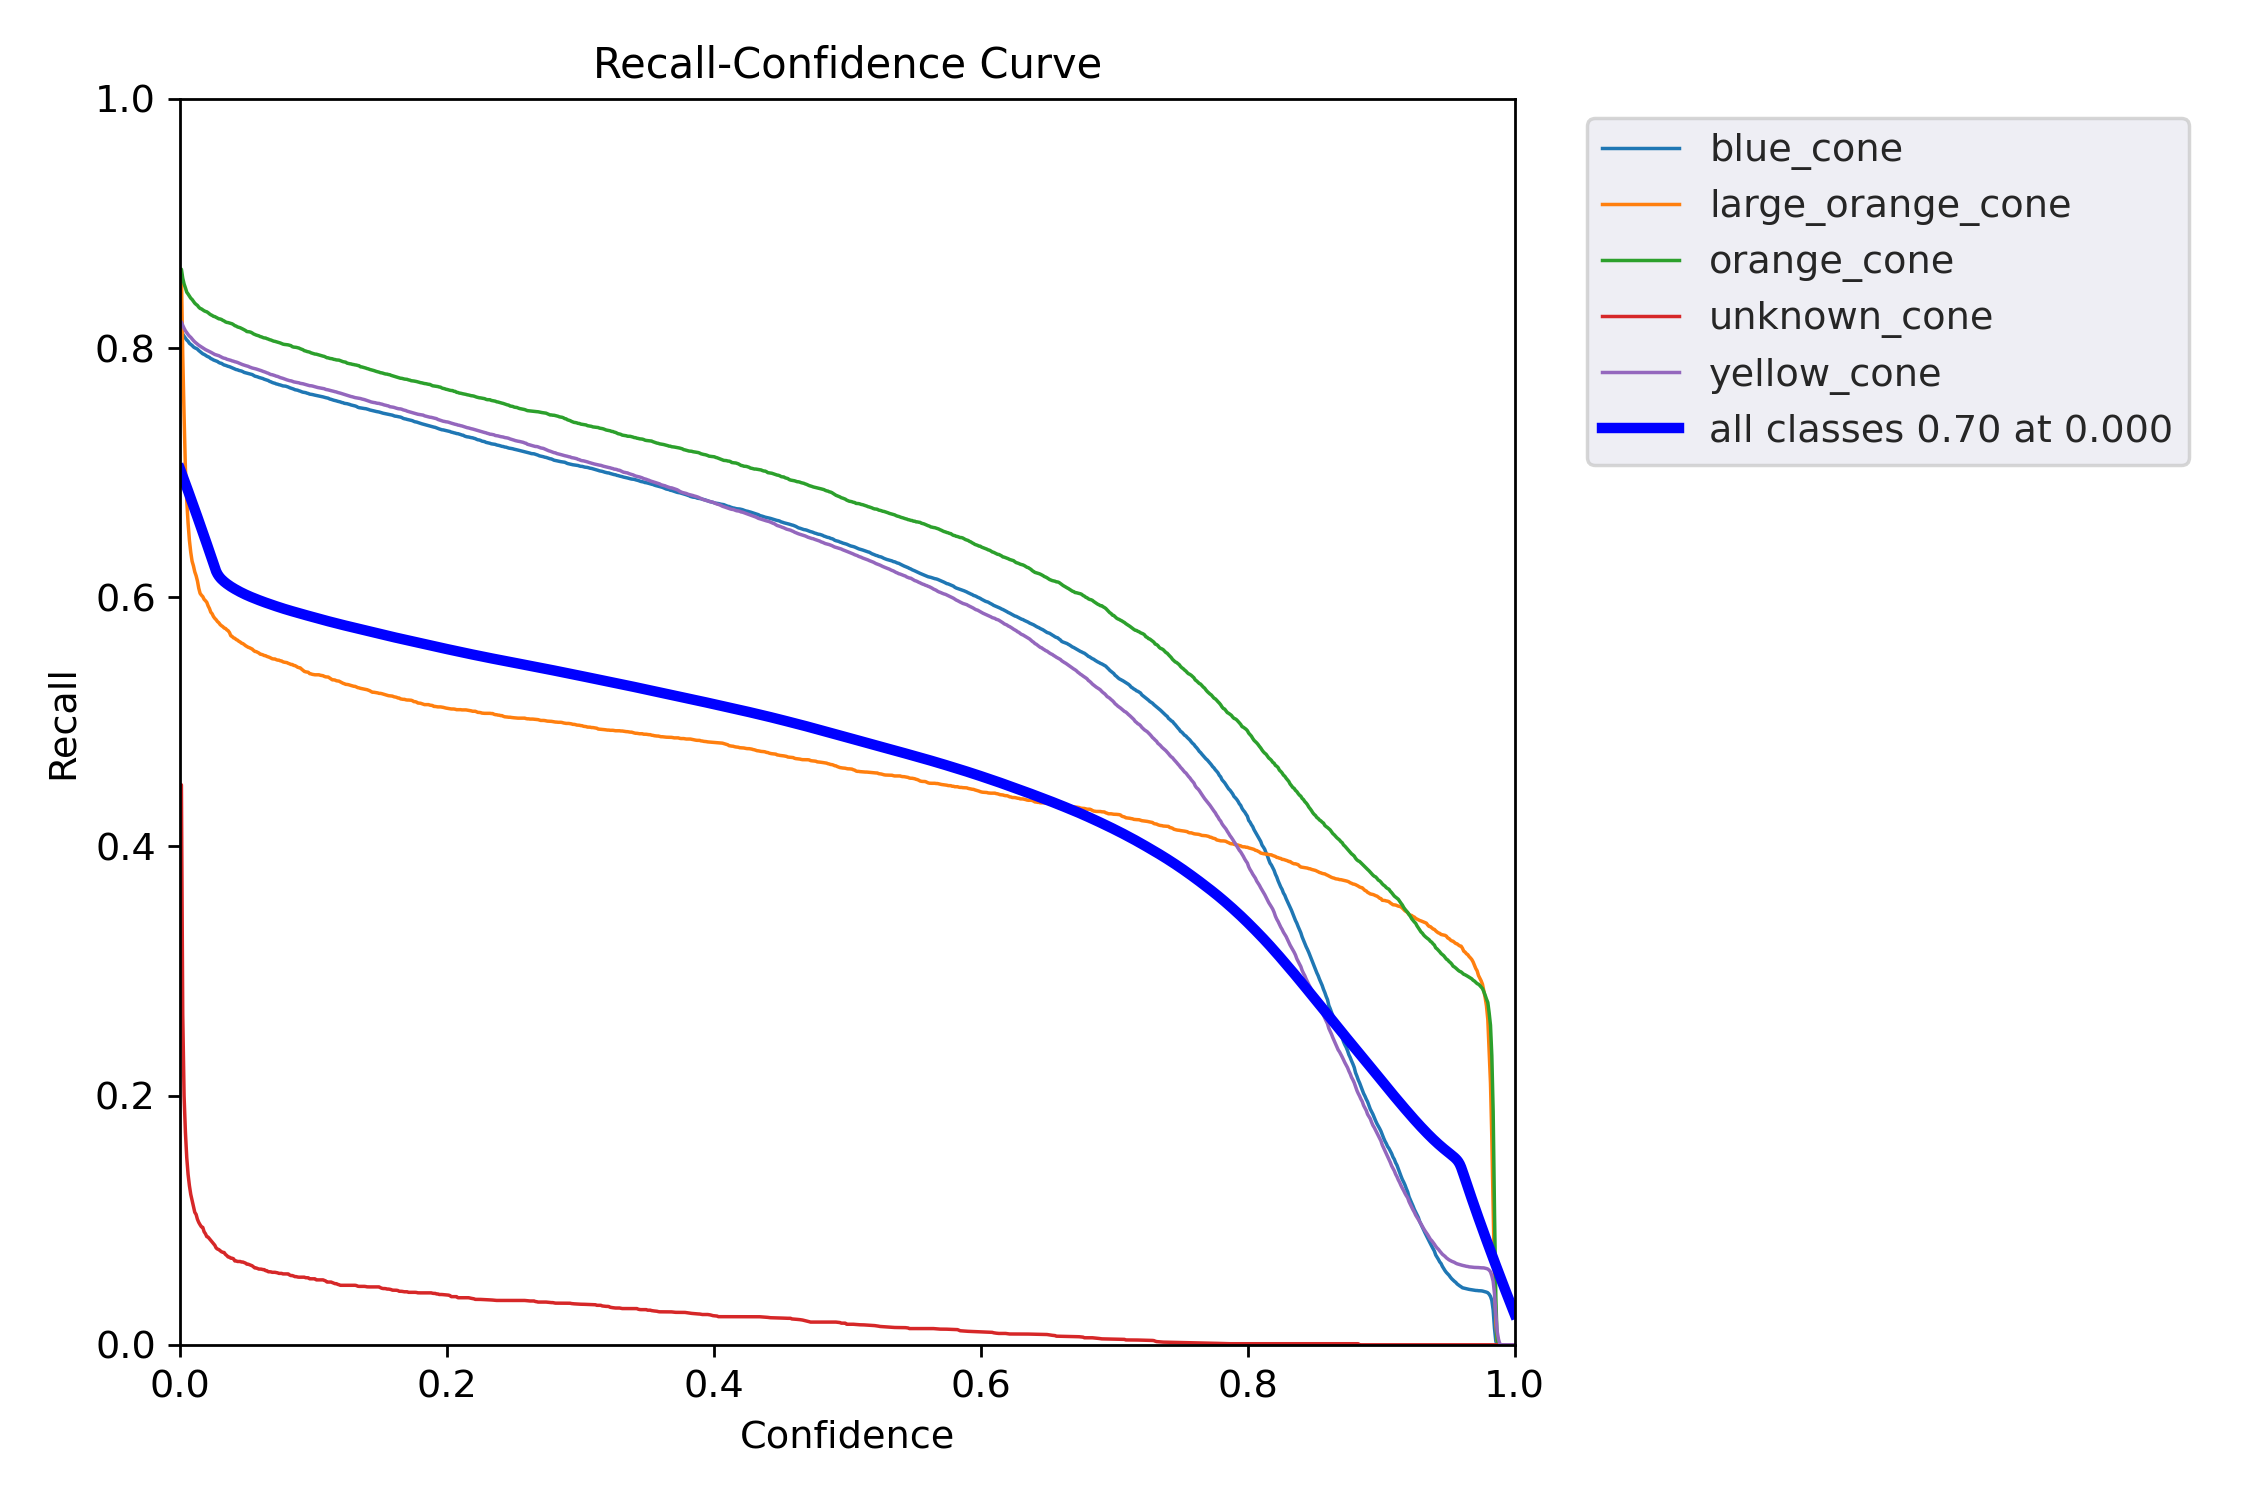 Recall-Confidence Curve
1.0
0.8
0.6
0.4
0.2
0.0
Recall
0.0 0.2 0.4 0.6 0.8 1.0
Confidence
blue_cone
large_orange_cone
orange_cone
unknown_cone
yellow_cone
all classes 0.70 at 0.000